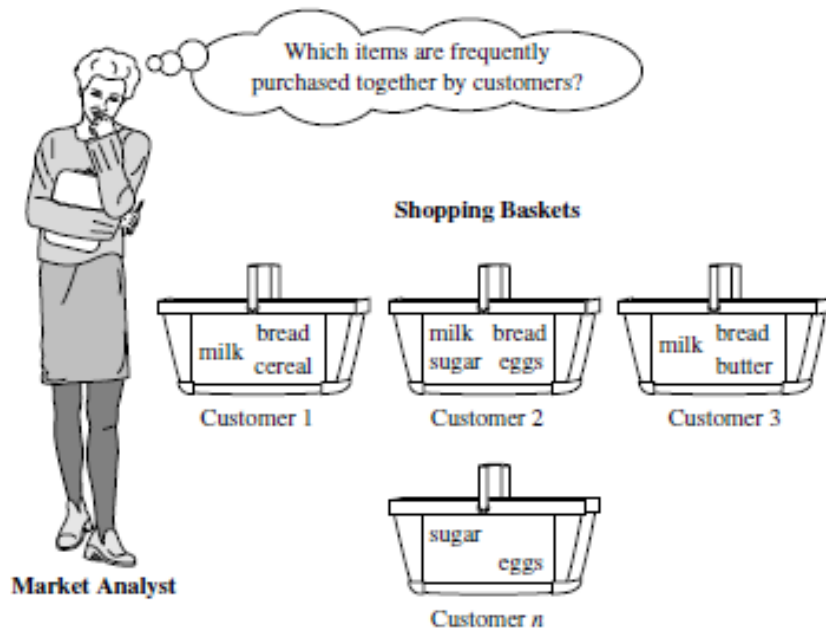 Which items are frequently
purchased together by customers?
Shopping Baskets
milk bread
cereal
Customer 1
milk bread
sugar eggs
Customer 2
milk bread
butter
Customer 3
sugar
eggs
Customer n
Market Analyst